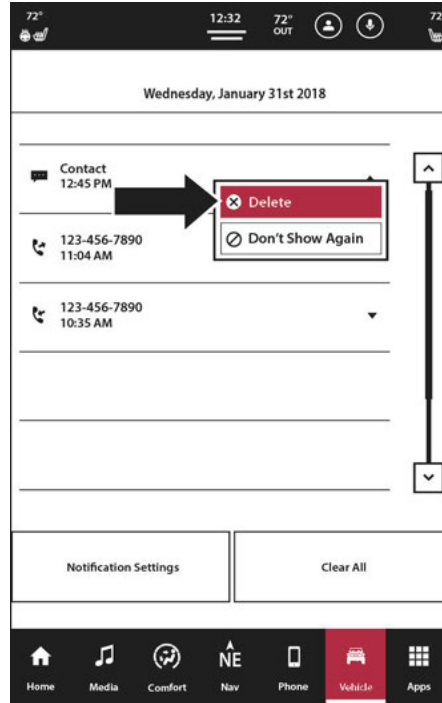 72°
12:32
72°
OUT
72
Wednesday, January 31st 2018
Contact
12:45 PM
Delete
Don't Show Again
123-456-7890
11:04 AM
123-456-7890
10:35 AM
Notification Settings
Clear All
NE
Home
Media
Comfort
Nav
Phone
Vehicle
Apps